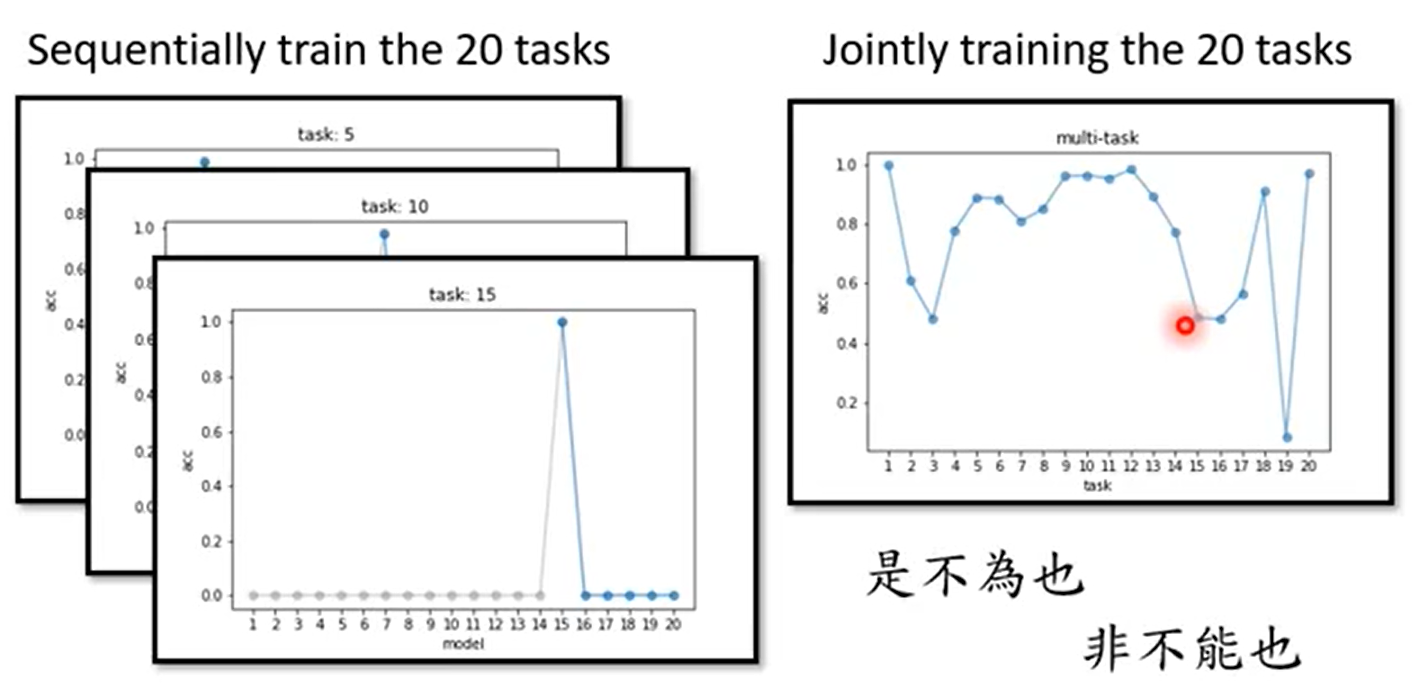 Sequentially train the 20 tasks
task: 5
1.0
0.8
0.6
0.4
0.2
0.0
acc
task: 10
1.0
0.8
0.6
0.4
0.2
0.0
acc
task: 15
1.0
0.8
0.6
0.4
0.2
0.0
acc
1 2 3 4 5 6 7 8 9 10 11 12 13 14 15 16 17 18 19 20
model
Jointly training the 20 tasks
multi-task
1.0
0.8
0.6
0.4
0.2
acc
1 2 3 4 5 6 7 8 9 10 11 12 13 14 15 16 17 18 19 20
task
是不為也
非不能也